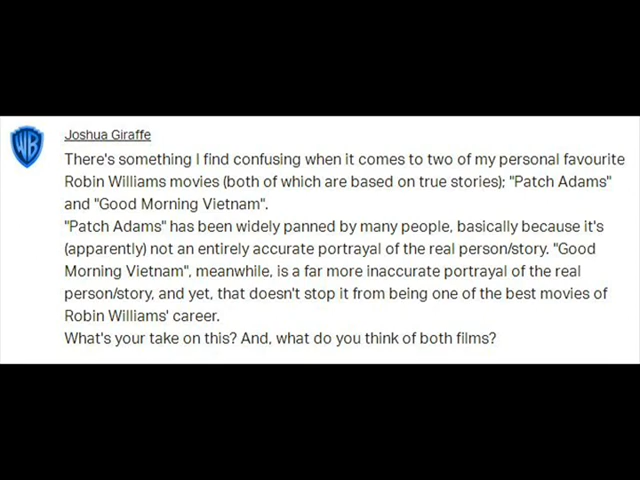 WB
Joshua Giraffe
There's something I find confusing when it comes to two of my personal favourite
Robin Williams movies (both of which are based on true stories); "Patch Adams"
and "Good Morning Vietnam".
"Patch Adams" has been widely panned by many people, basically because it's
(apparently) not an entirely accurate portrayal of the real person/story. "Good
Morning Vietnam", meanwhile, is a far more inaccurate portrayal of the real
person/story, and yet, that doesn't stop it from being one of the best movies of
Robin Williams' career.
What's your take on this? And, what do you think of both films?